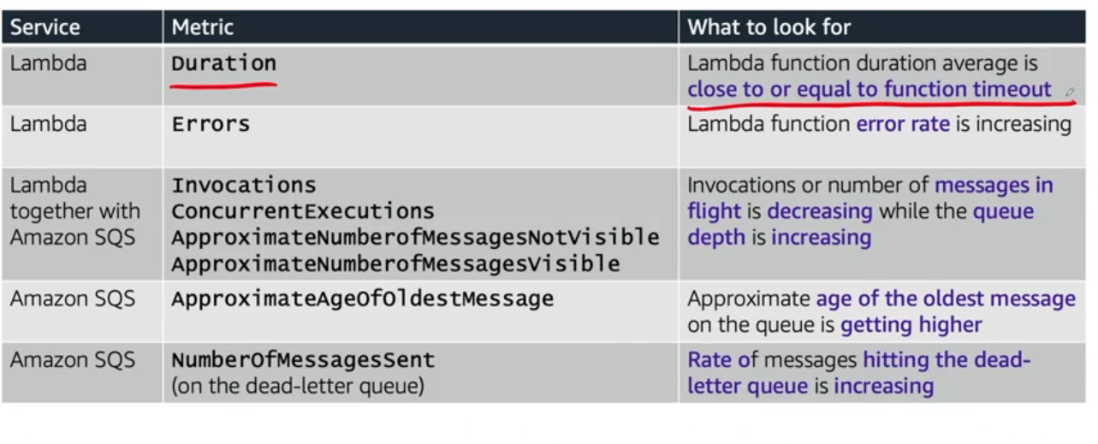 Service Metric What to look for
Lambda Duration Lambda function duration average is
close to or equal to function timeout
Lambda Errors Lambda function error rate is increasing
Lambda
together with
Amazon SQS
Invocations
ConcurrentExecutions
ApproximateNumberofMessagesNotVisible
ApproximateNumberofMessagesVisible
Invocations or number of messages in
flight is decreasing while the queue
depth is increasing
Amazon SQS ApproximateAgeOfOldestMessage Approximate age of the oldest message
on the queue is getting higher
Amazon SQS NumberOfMessagesSent
(on the dead-letter queue)
Rate of messages hitting the dead-
letter queue is increasing